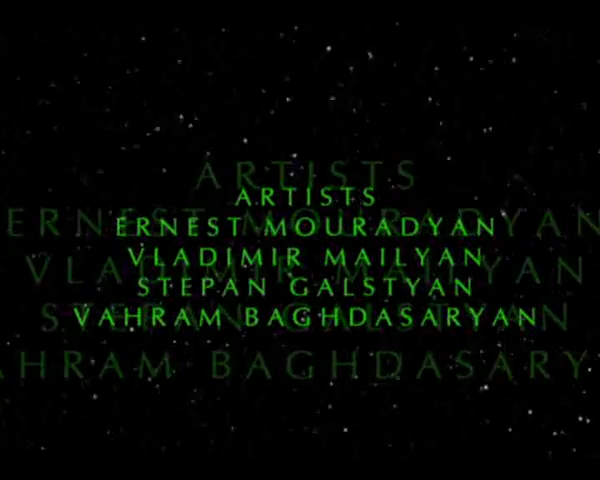 ARTISTS
ERNEST MOURADYAN
VLADIMIR MAILYAN
STEPAN GALSTYAN
VAHRAM BAGHDASARYAN